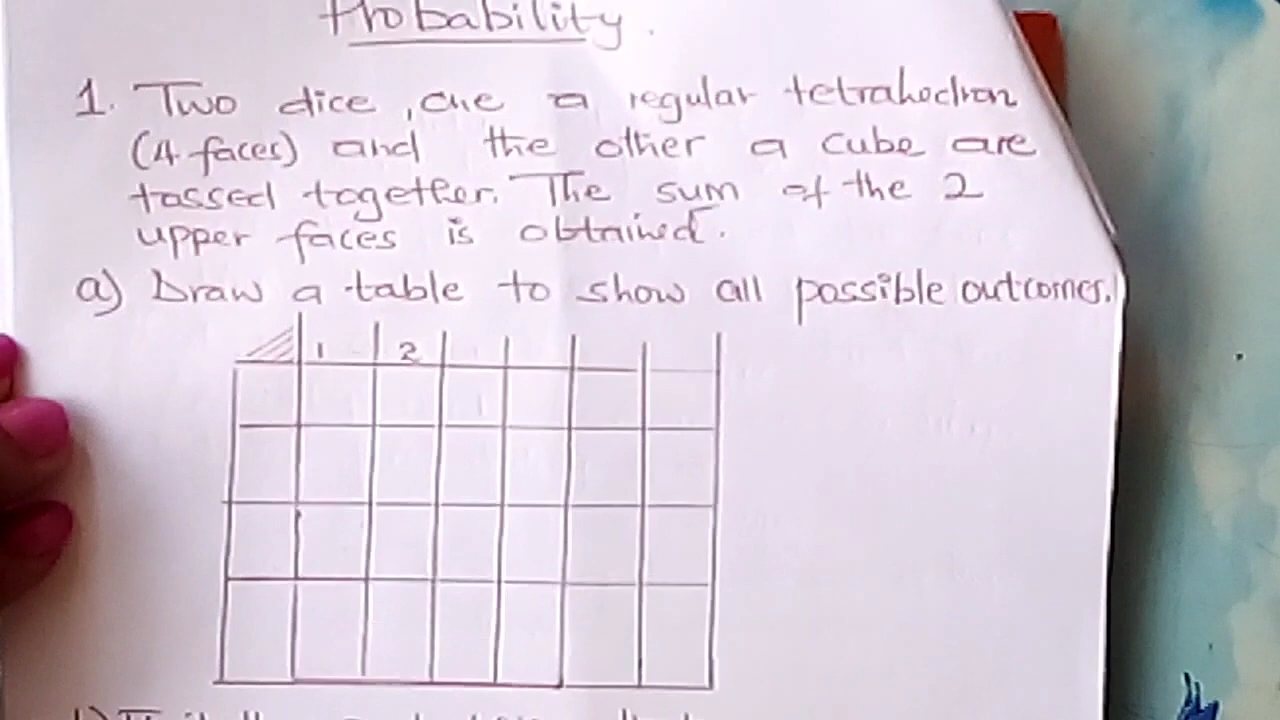 Probability.
1. Two dice, one a regular tetrahedron
(4 faces) and the other a cube are
tossed together. The sum of the 2
upper faces is obtained.
a) Draw a table to show all possible outcomes.
1 2